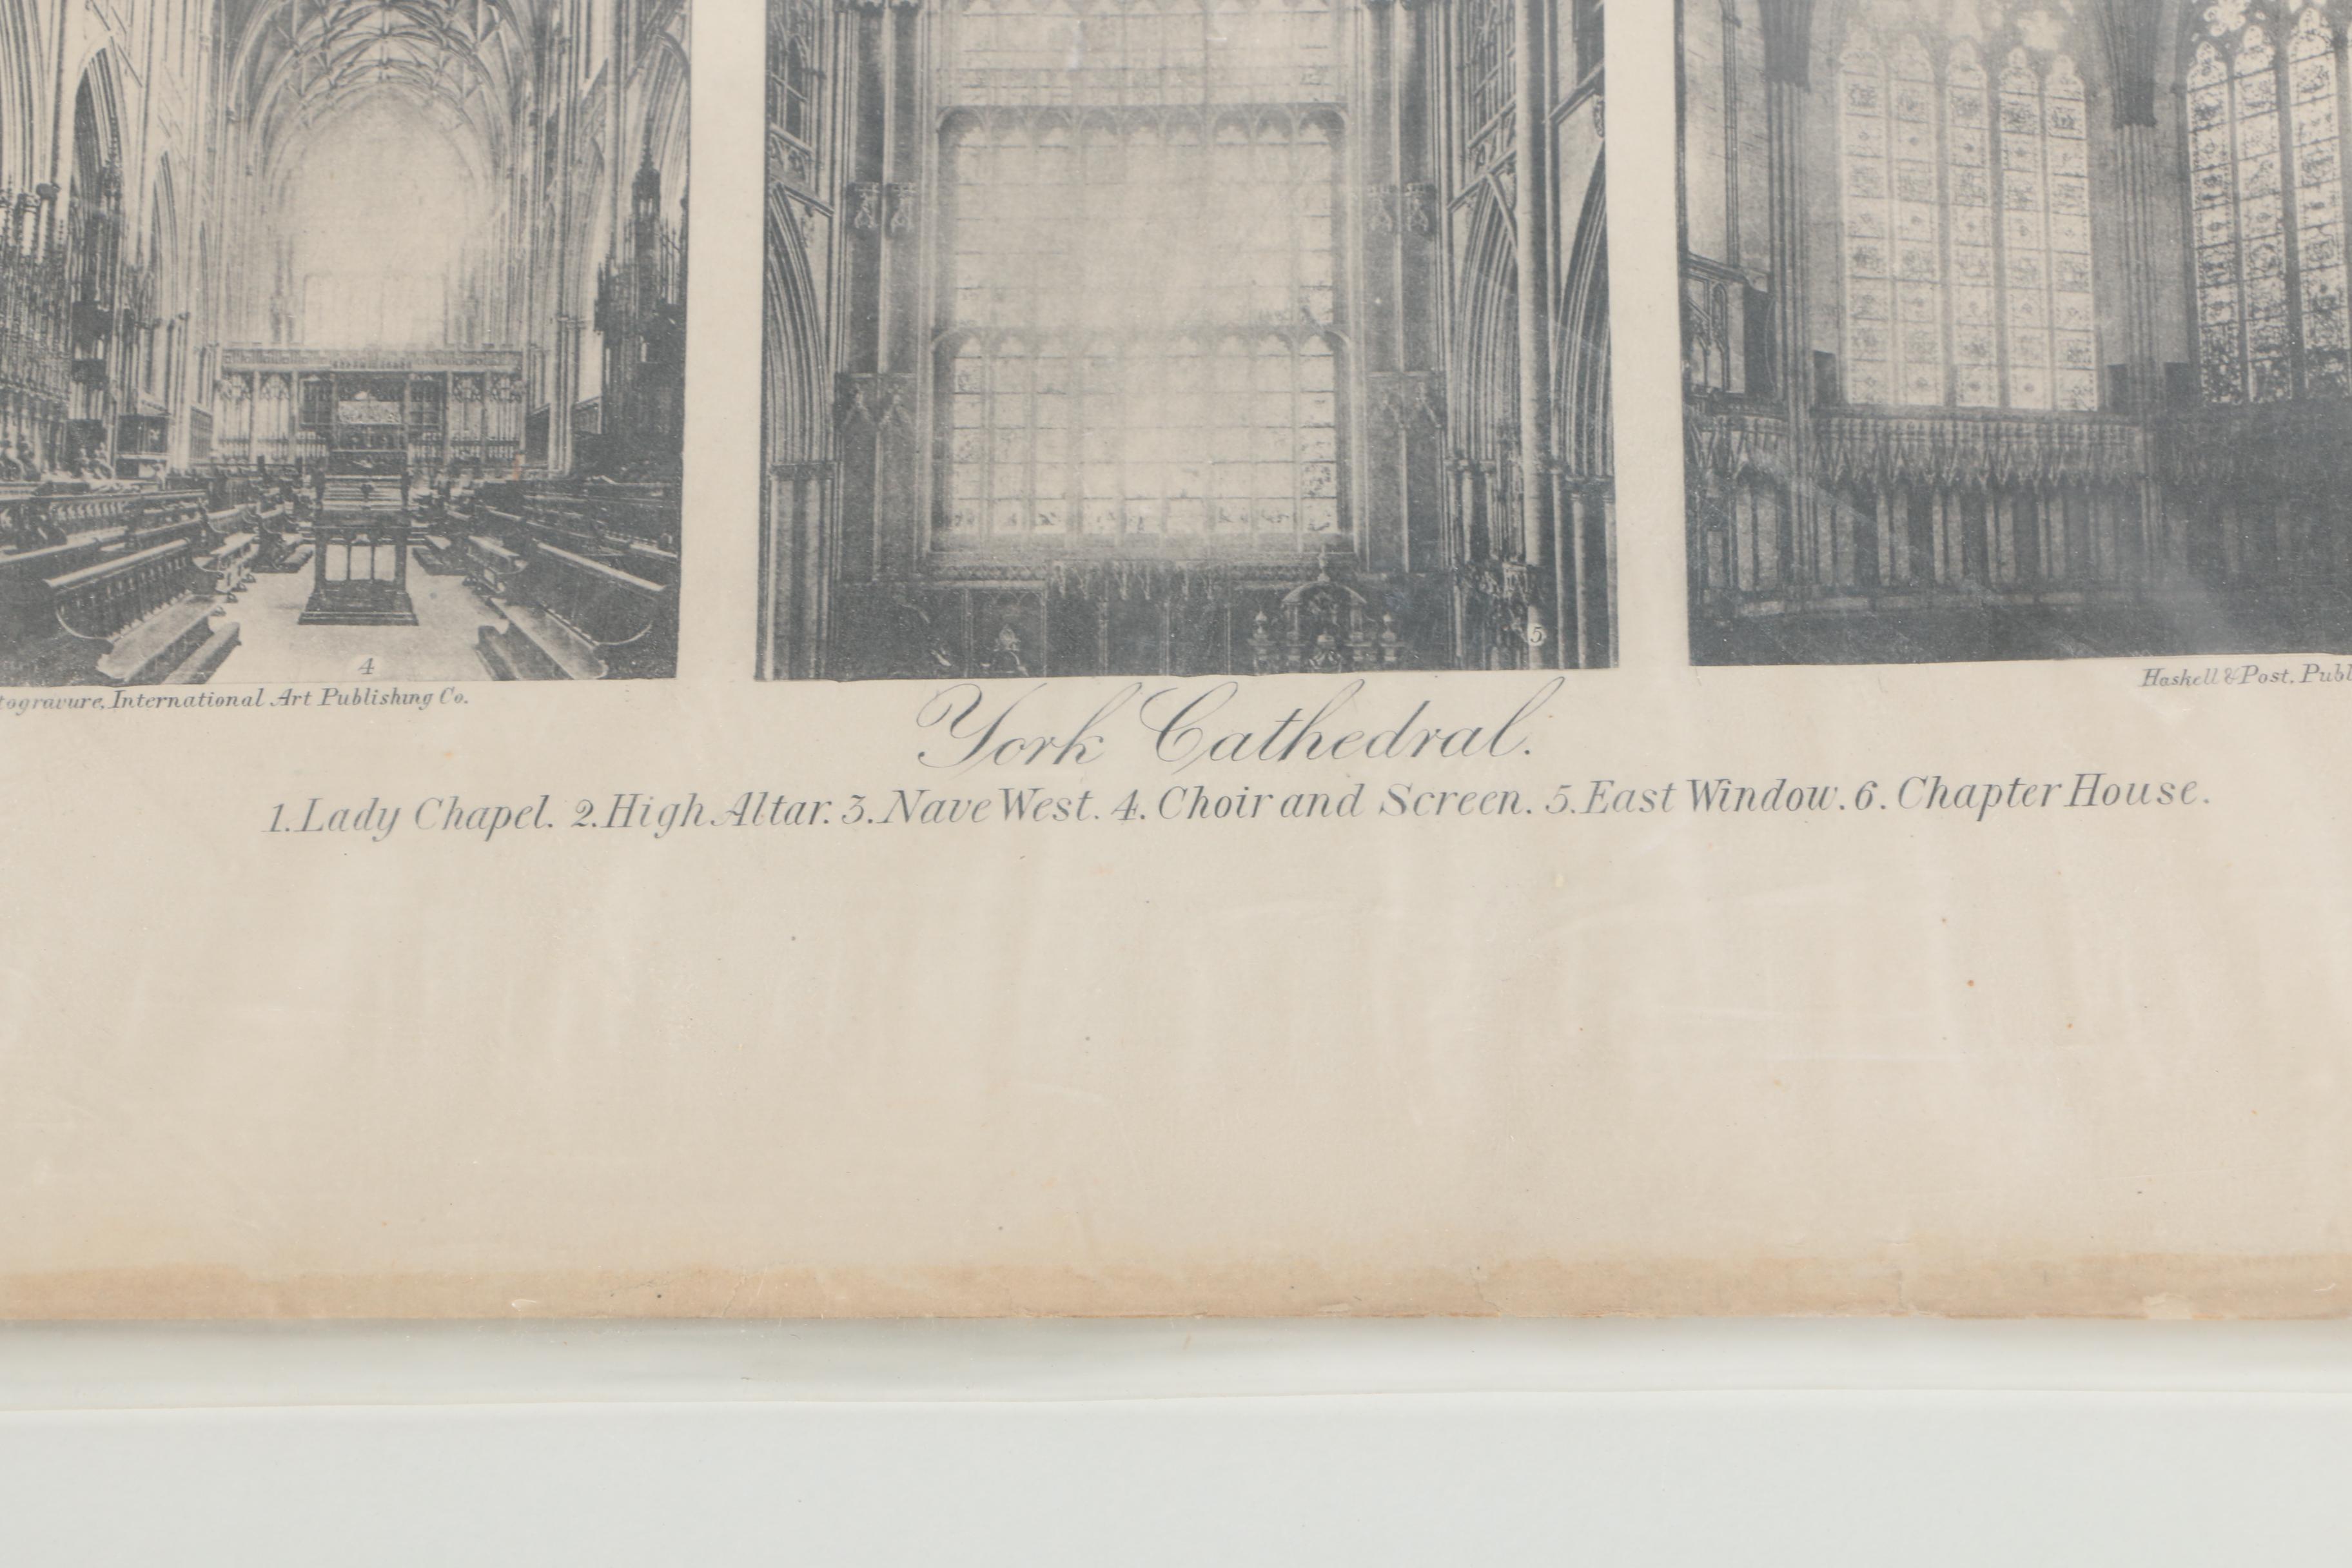 4
5
togravure, International Art Publishing Co.
Haskell & Post, Publ
York Cathedral.
1. Lady Chapel. 2. High Altar. 3. Nave West. 4. Choir and Screen. 5. East Window. 6. Chapter House.